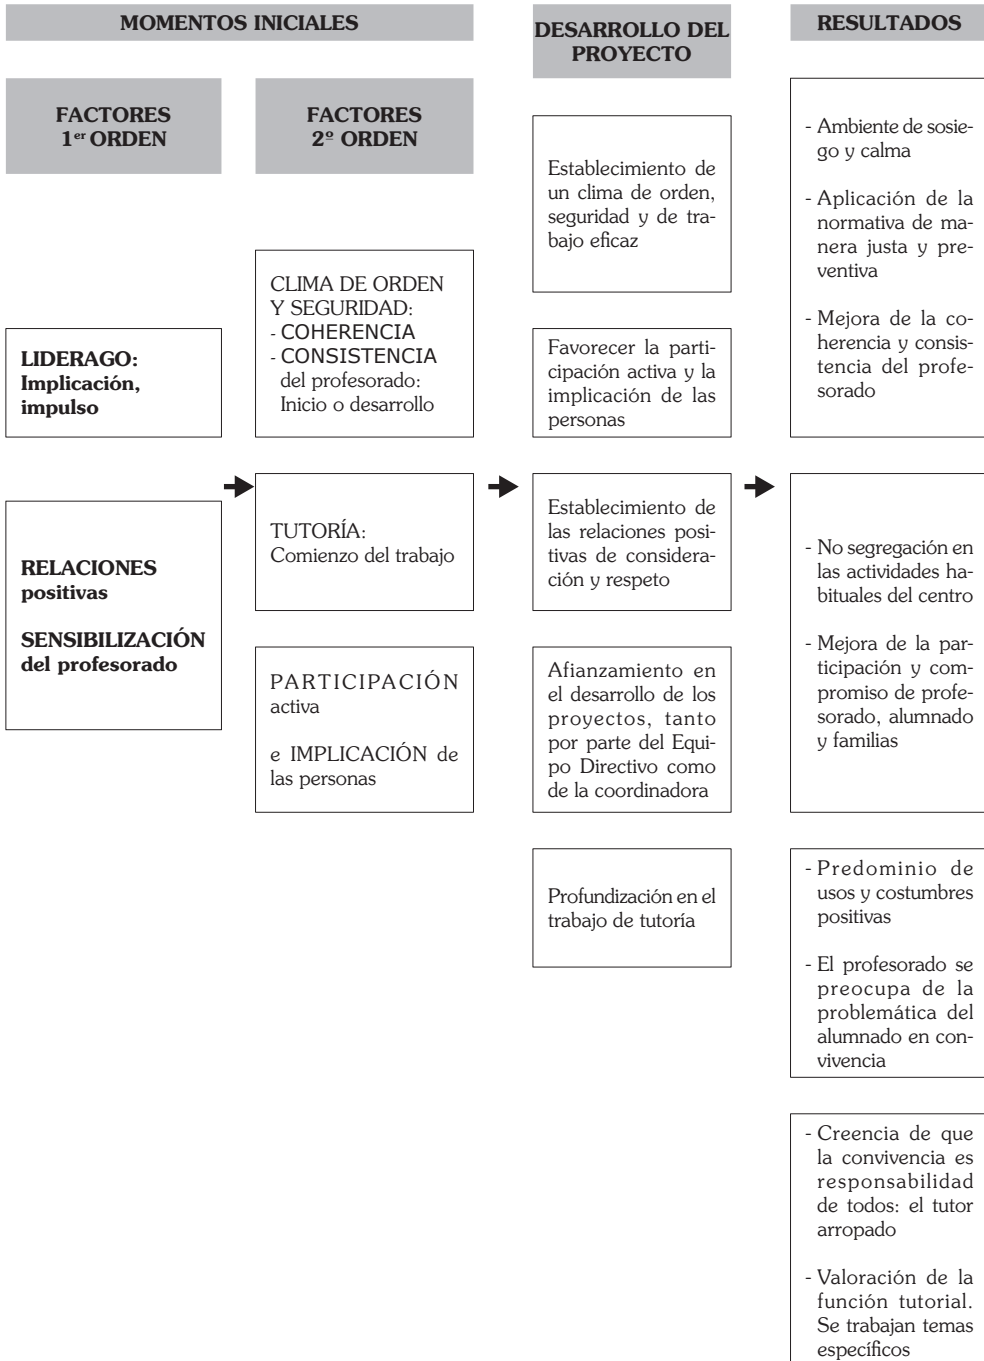 MOMENTOS INICIALES
FACTORES
1er ORDEN
LIDERAGO:
Implicación,
impulso
RELACIONES
positivas
SENSIBILIZACIÓN
del profesorado
FACTORES
2º ORDEN
CLIMA DE ORDEN
Y SEGURIDAD:
- COHERENCIA
- CONSISTENCIA
del profesorado:
Inicio o desarrollo
TUTORÍA:
Comienzo del trabajo
PARTICIPACIÓN
activa
e IMPLICACIÓN de
las personas
DESARROLLO DEL
PROYECTO
Establecimiento de
un clima de orden,
seguridad y de tra-
bajo eficaz
Favorecer la parti-
cipación activa y la
implicación de las
personas
Establecimiento de
las relaciones posi-
tivas de considera-
ción y respeto
Afianzamiento en
el desarrollo de los
proyectos, tanto
por parte del Equi-
po Directivo como
de la coordinadora
Profundización en el
trabajo de tutoría
RESULTADOS
- Ambiente de sosie-
go y calma
- Aplicación de la
normativa de ma-
nera justa y pre-
ventiva
- Mejora de la co-
herencia y consis-
tencia del profe-
sorado
- No segregación en
las actividades ha-
bituales del centro
- Mejora de la par-
ticipación y com-
promiso de profe-
sorado, alumnado
y familias
- Predominio de
usos y costumbres
positivas
- El profesorado se
preocupa de la
problemática del
alumnado en con-
vivencia
- Creencia de que
la convivencia es
responsabilidad
de todos: el tutor
arropado
- Valoración de la
función tutorial.
Se trabajan temas
específicos